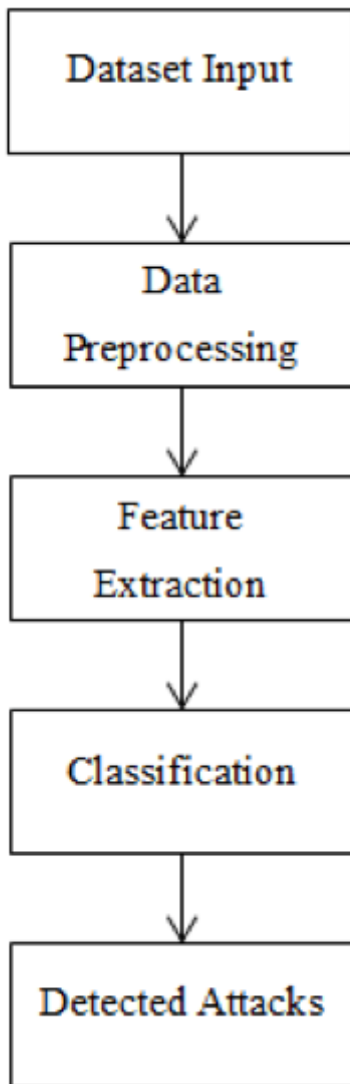 Dataset Input
Data
Preprocessing
Feature
Extraction
Classification
Detected Attacks